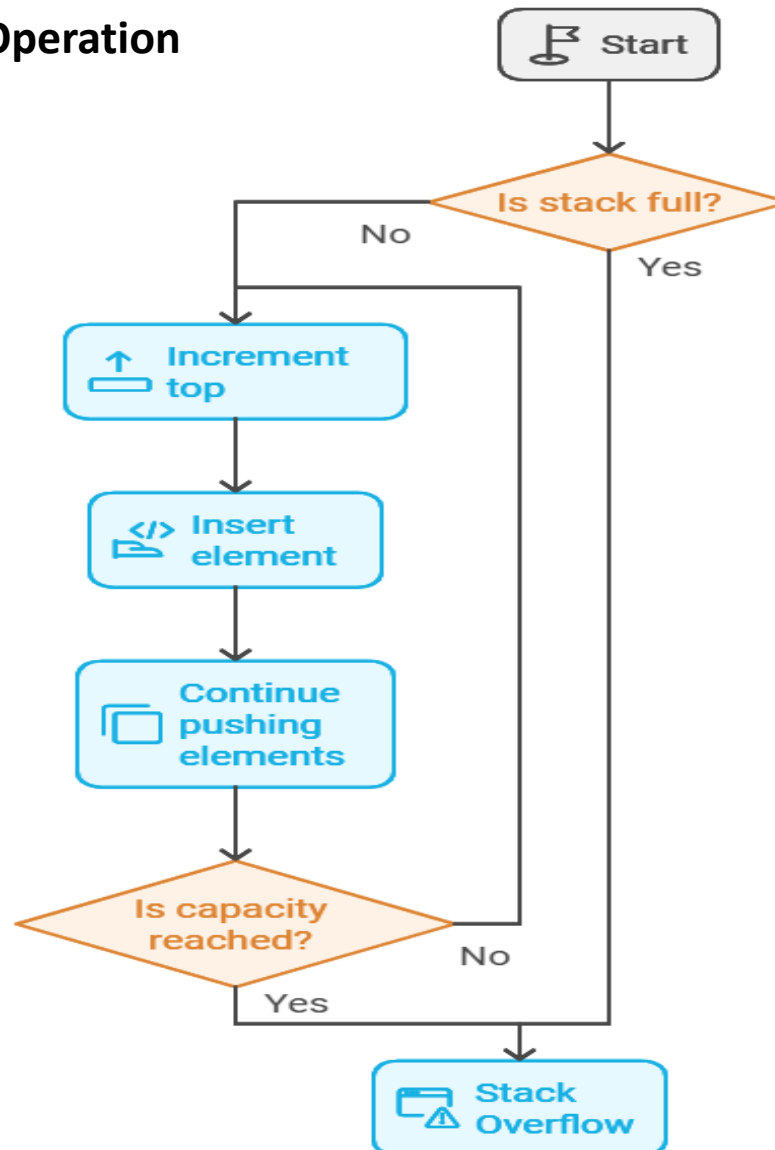 Operation
Start
Is stack full?
No
Yes
Increment
top
</> Insert
element
Continue
pushing
elements
Is capacity
reached?
No
Yes
Stack
Overflow